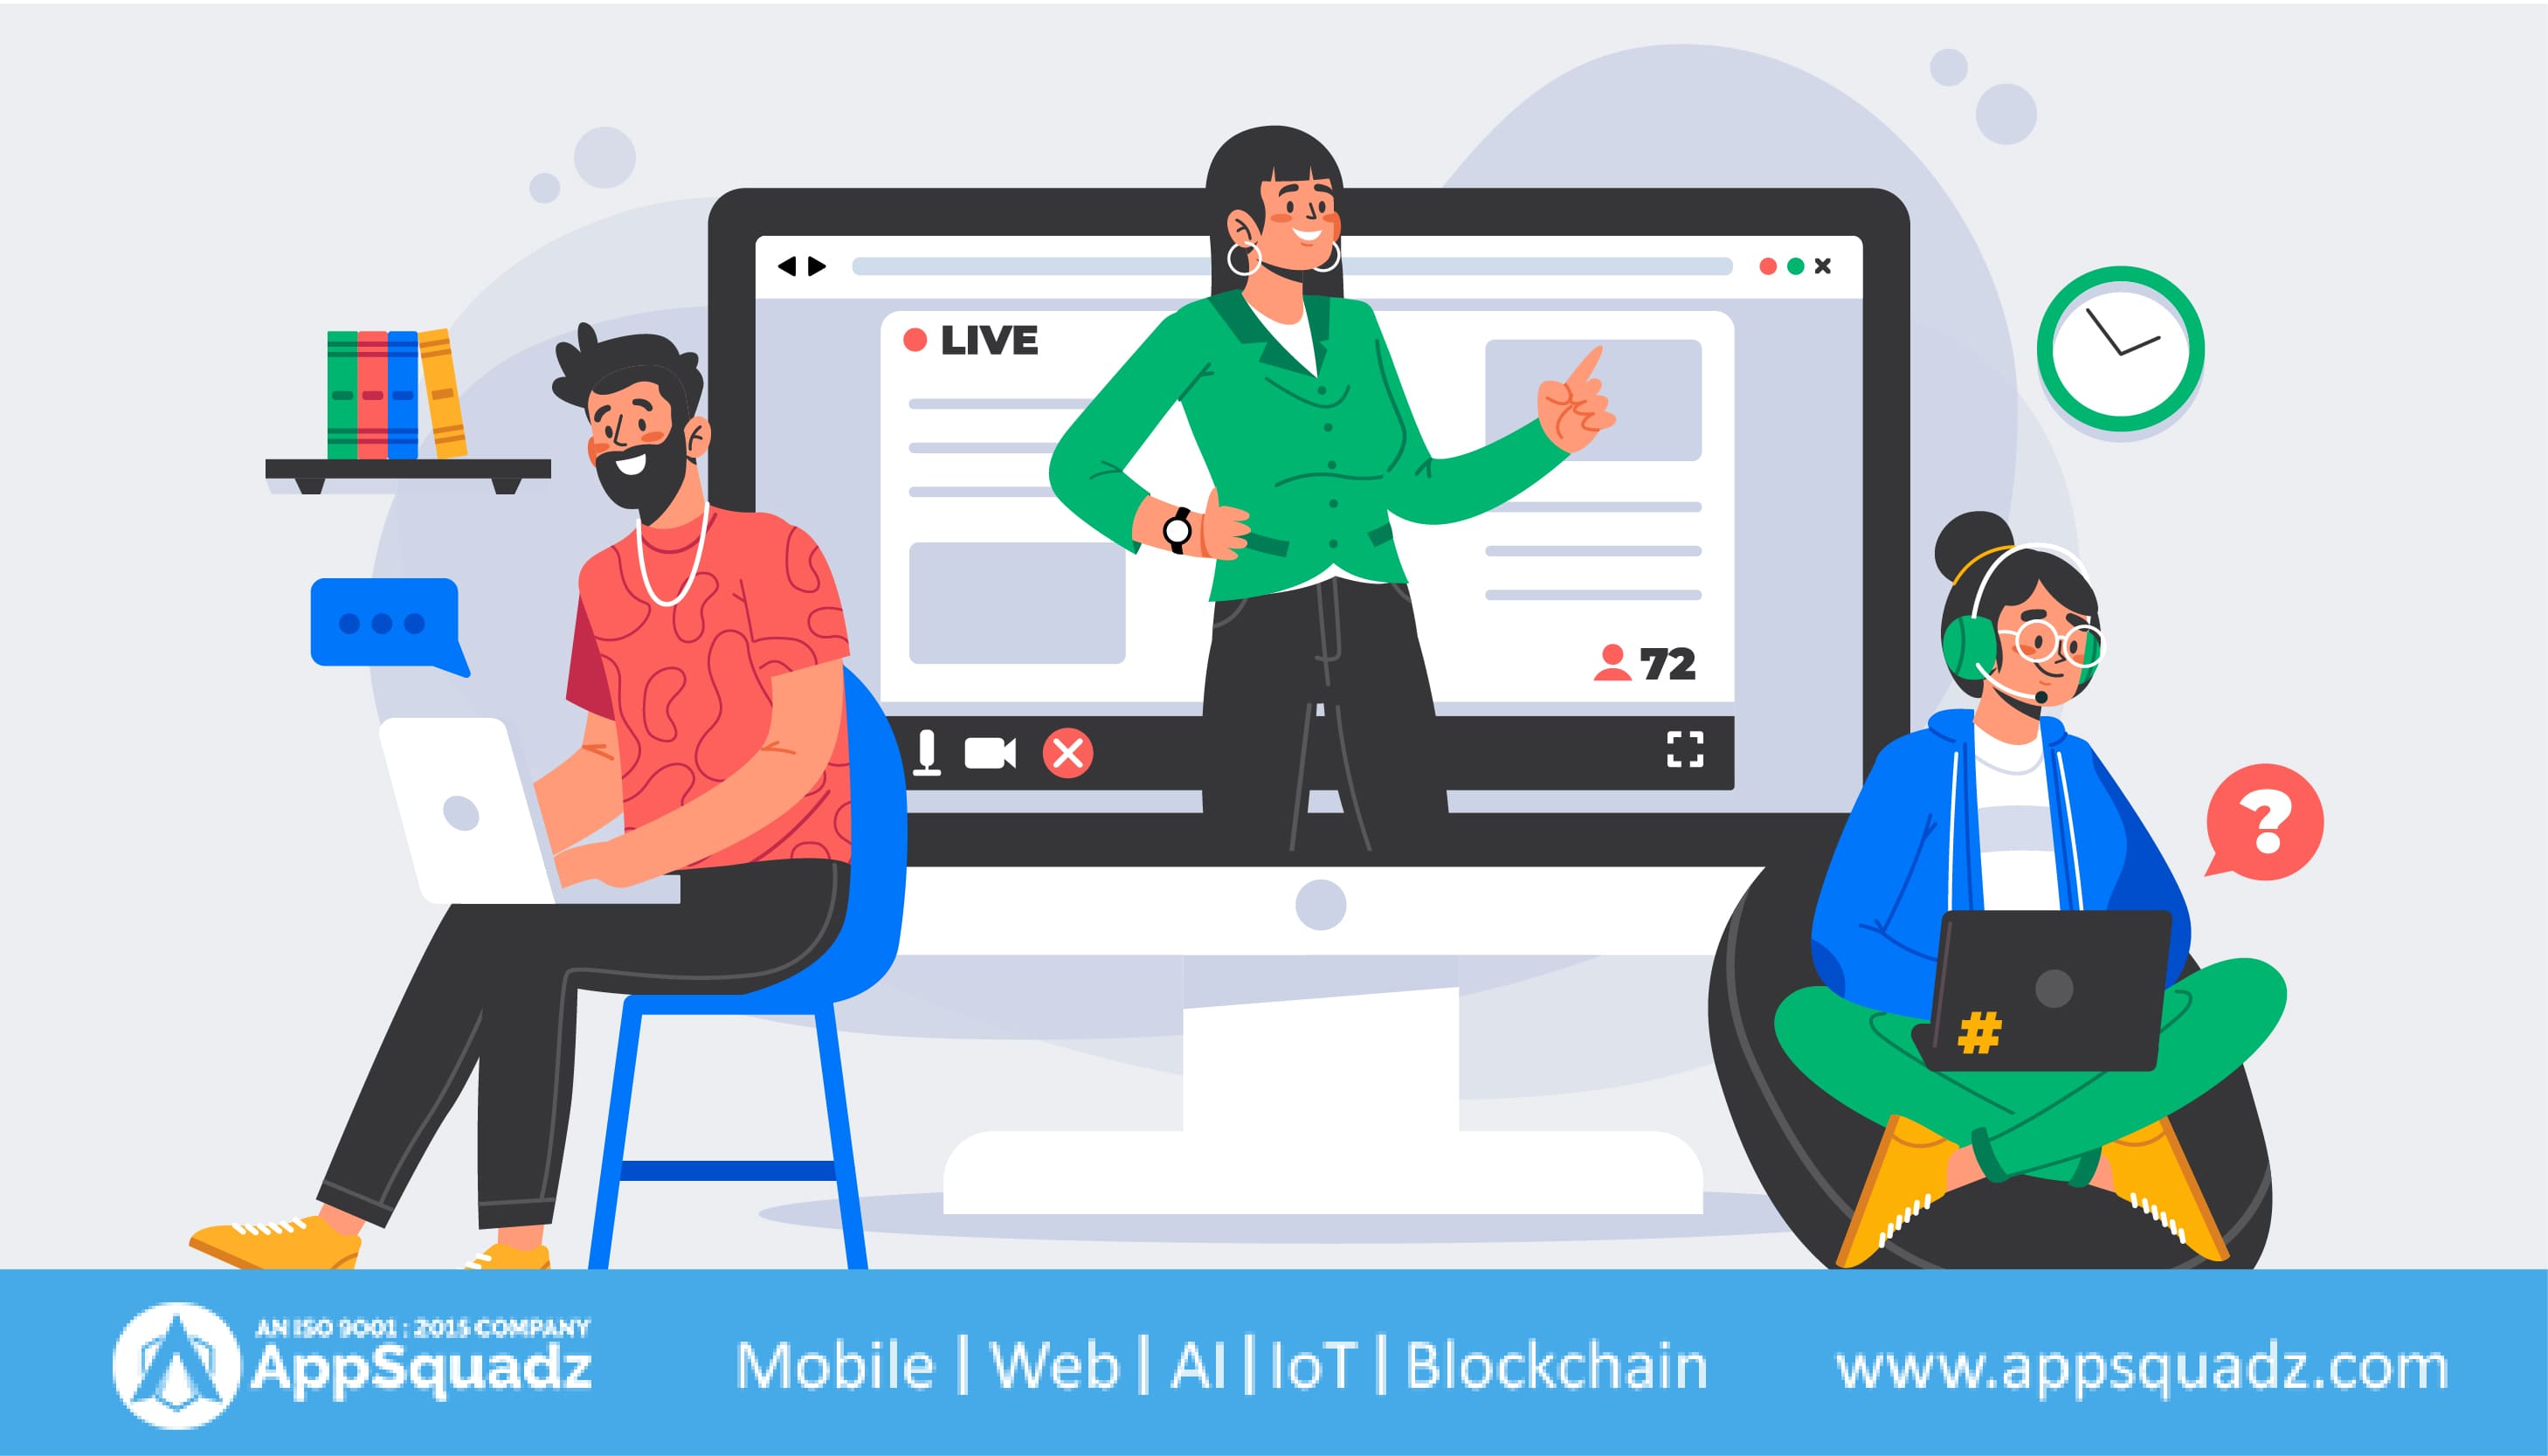 LIVE
72
?
#
AN ISO 9001 : 2015 COMPANY
AppSquadz
Mobile | Web | AI | IoT | Blockchain
www.appsquadz.com